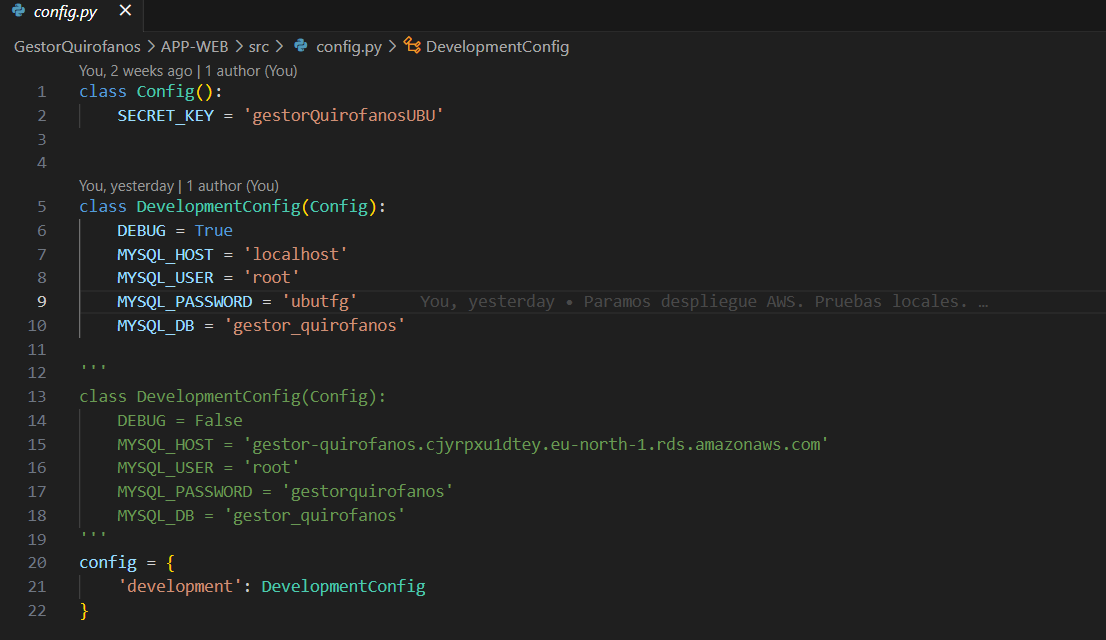 config.py ×
GestorQuirofanos > APP-WEB > src > config.py > DevelopmentConfig
You, 2 weeks ago | 1 author (You)
1 class Config():
2     SECRET_KEY = 'gestorQuirofanosUBU'
3
4
You, yesterday | 1 author (You)
5 class DevelopmentConfig(Config):
6     DEBUG = True
7     MYSQL_HOST = 'localhost'
8     MYSQL_USER = 'root'
9     MYSQL_PASSWORD = 'ubutfg'     You, yesterday • Paramos despliegue AWS. Pruebas locales. …
10     MYSQL_DB = 'gestor_quirofanos'
11
12 '''
13 class DevelopmentConfig(Config):
14     DEBUG = False
15     MYSQL_HOST = 'gestor-quirofanos.cjyrpxu1dtey.eu-north-1.rds.amazonaws.com'
16     MYSQL_USER = 'root'
17     MYSQL_PASSWORD = 'gestorquirofanos'
18     MYSQL_DB = 'gestor_quirofanos'
19 '''
20 config = {
21     'development': DevelopmentConfig
22 }